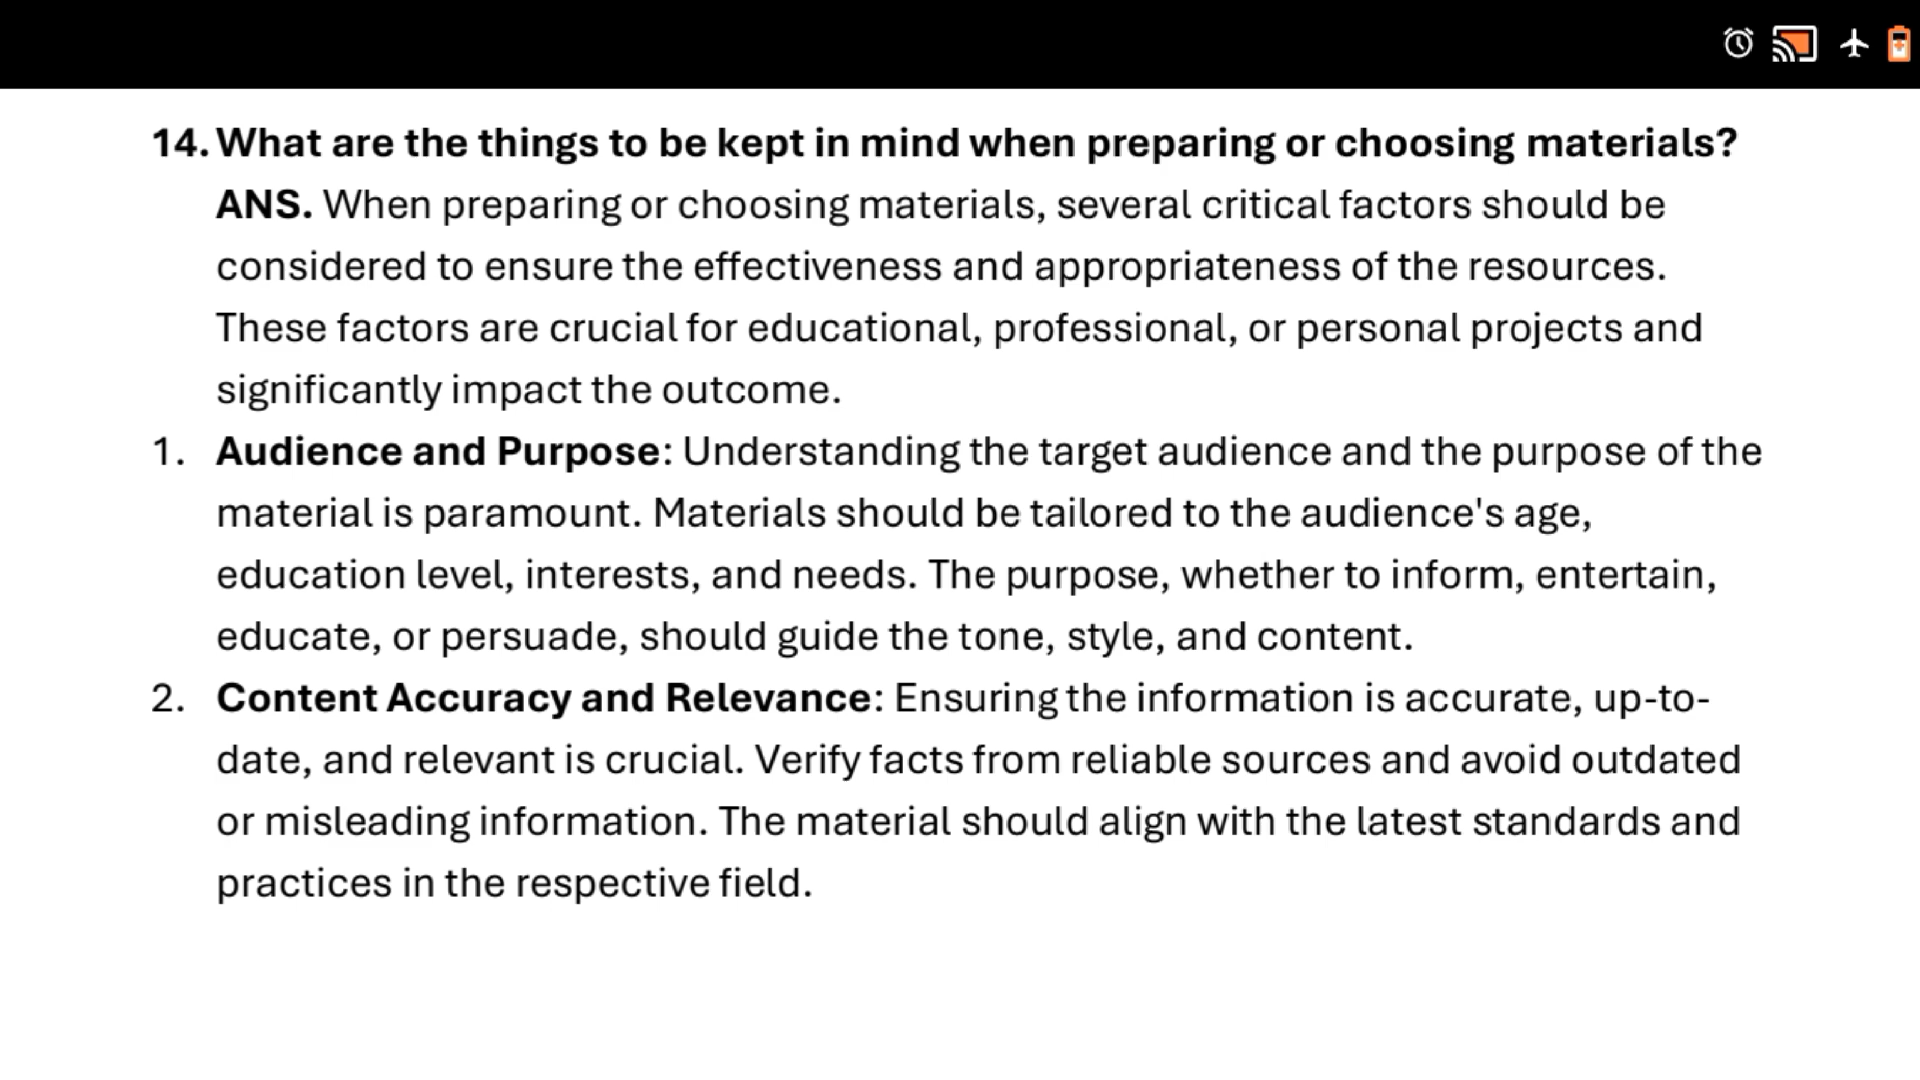 14. What are the things to be kept in mind when preparing or choosing materials?
ANS. When preparing or choosing materials, several critical factors should be
considered to ensure the effectiveness and appropriateness of the resources.
These factors are crucial for educational, professional, or personal projects and
significantly impact the outcome.
1. Audience and Purpose: Understanding the target audience and the purpose of the
material is paramount. Materials should be tailored to the audience's age,
education level, interests, and needs. The purpose, whether to inform, entertain,
educate, or persuade, should guide the tone, style, and content.
2. Content Accuracy and Relevance: Ensuring the information is accurate, up-to-
date, and relevant is crucial. Verify facts from reliable sources and avoid outdated
or misleading information. The material should align with the latest standards and
practices in the respective field.